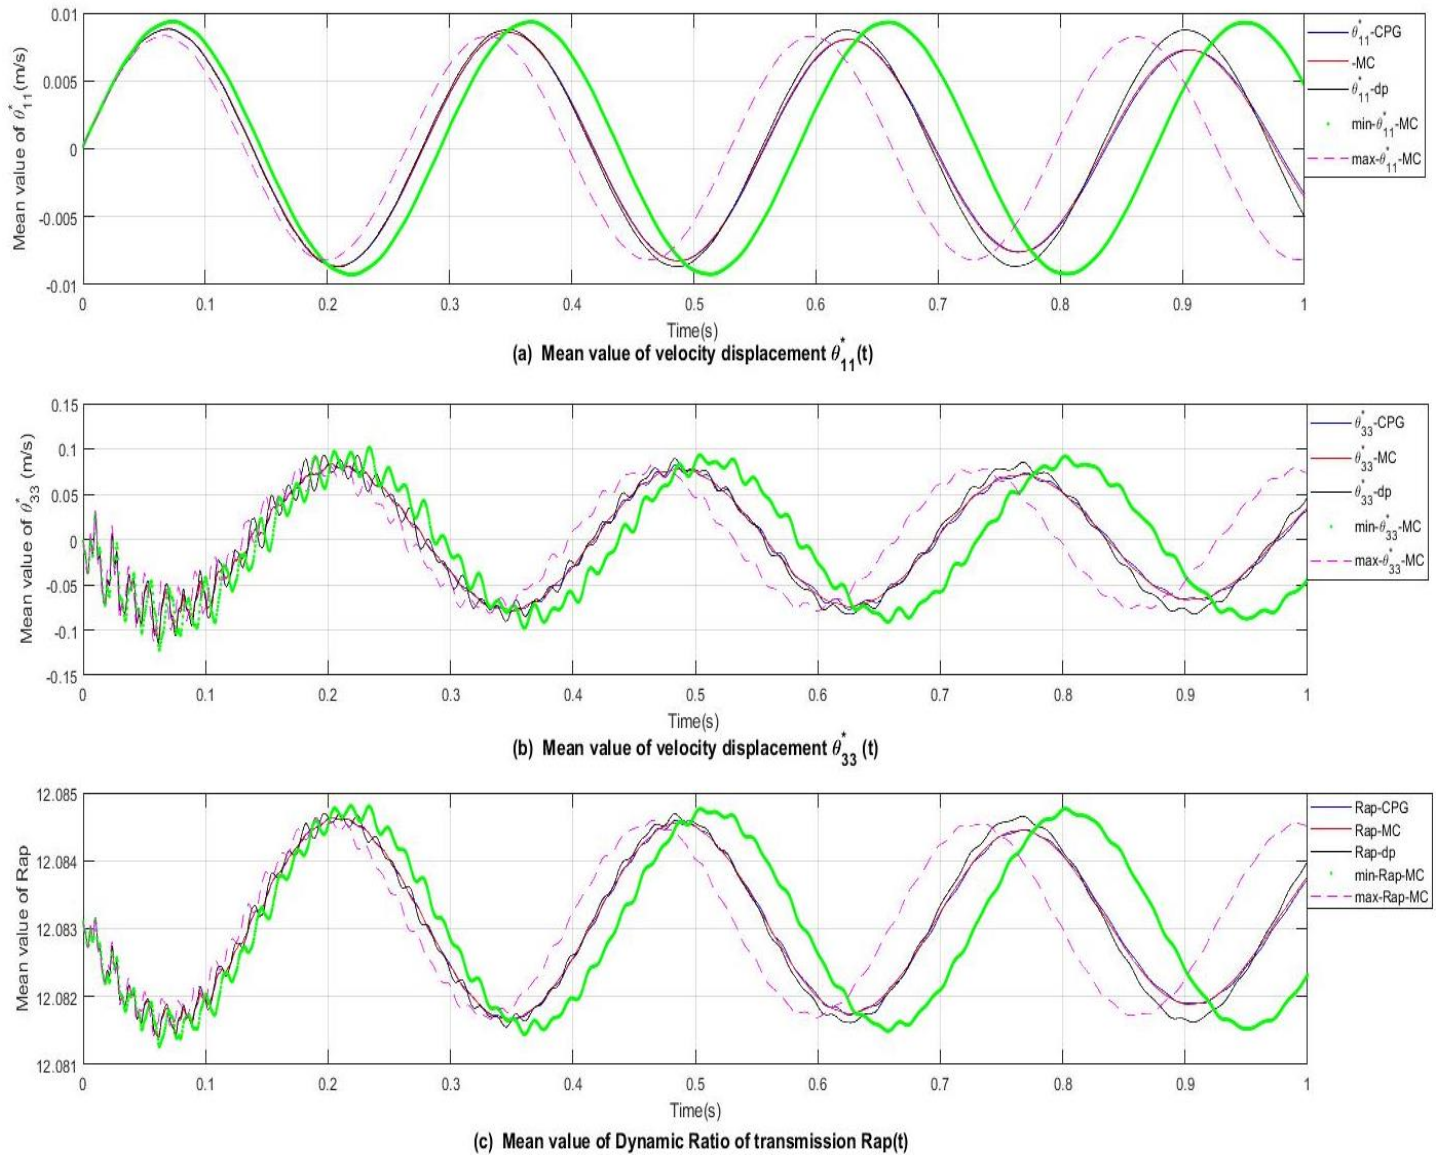 0.01
0.005
0
-0.005
-0.01
Mean value of θ*11(m/s)
θ*11-CPG
-MC
θ*11-dp
min-θ*11-MC
max-θ*11-MC
0 0.1 0.2 0.3 0.4 0.5 0.6 0.7 0.8 0.9 1
Time(s)
(a) Mean value of velocity displacement θ*11(t)
0.15
0.1
0.05
0
-0.05
-0.1
-0.15
Mean value of θ*33 (m/s)
θ*33-CPG
θ*33-MC
θ*33-dp
min-θ*33-MC
max-θ*33-MC
0 0.1 0.2 0.3 0.4 0.5 0.6 0.7 0.8 0.9 1
Time(s)
(b) Mean value of velocity displacement θ*33 (t)
12.085
12.084
12.083
12.082
12.081
Mean value of Rap
Rap-CPG
Rap-MC
Rap-dp
min-Rap-MC
max-Rap-MC
0 0.1 0.2 0.3 0.4 0.5 0.6 0.7 0.8 0.9 1
Time(s)
(c) Mean value of Dynamic Ratio of transmission Rap(t)